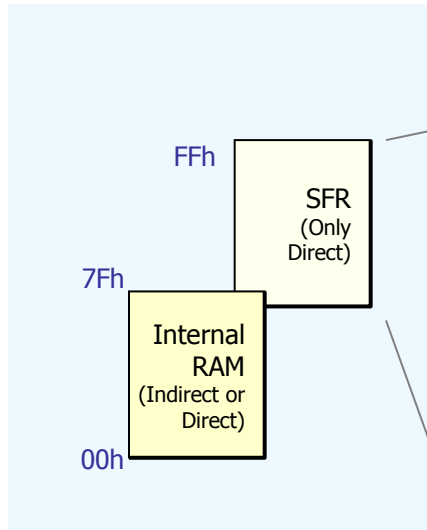 FFh
SFR
(Only
Direct)
7Fh
Internal
RAM
(Indirect or
Direct)
00h